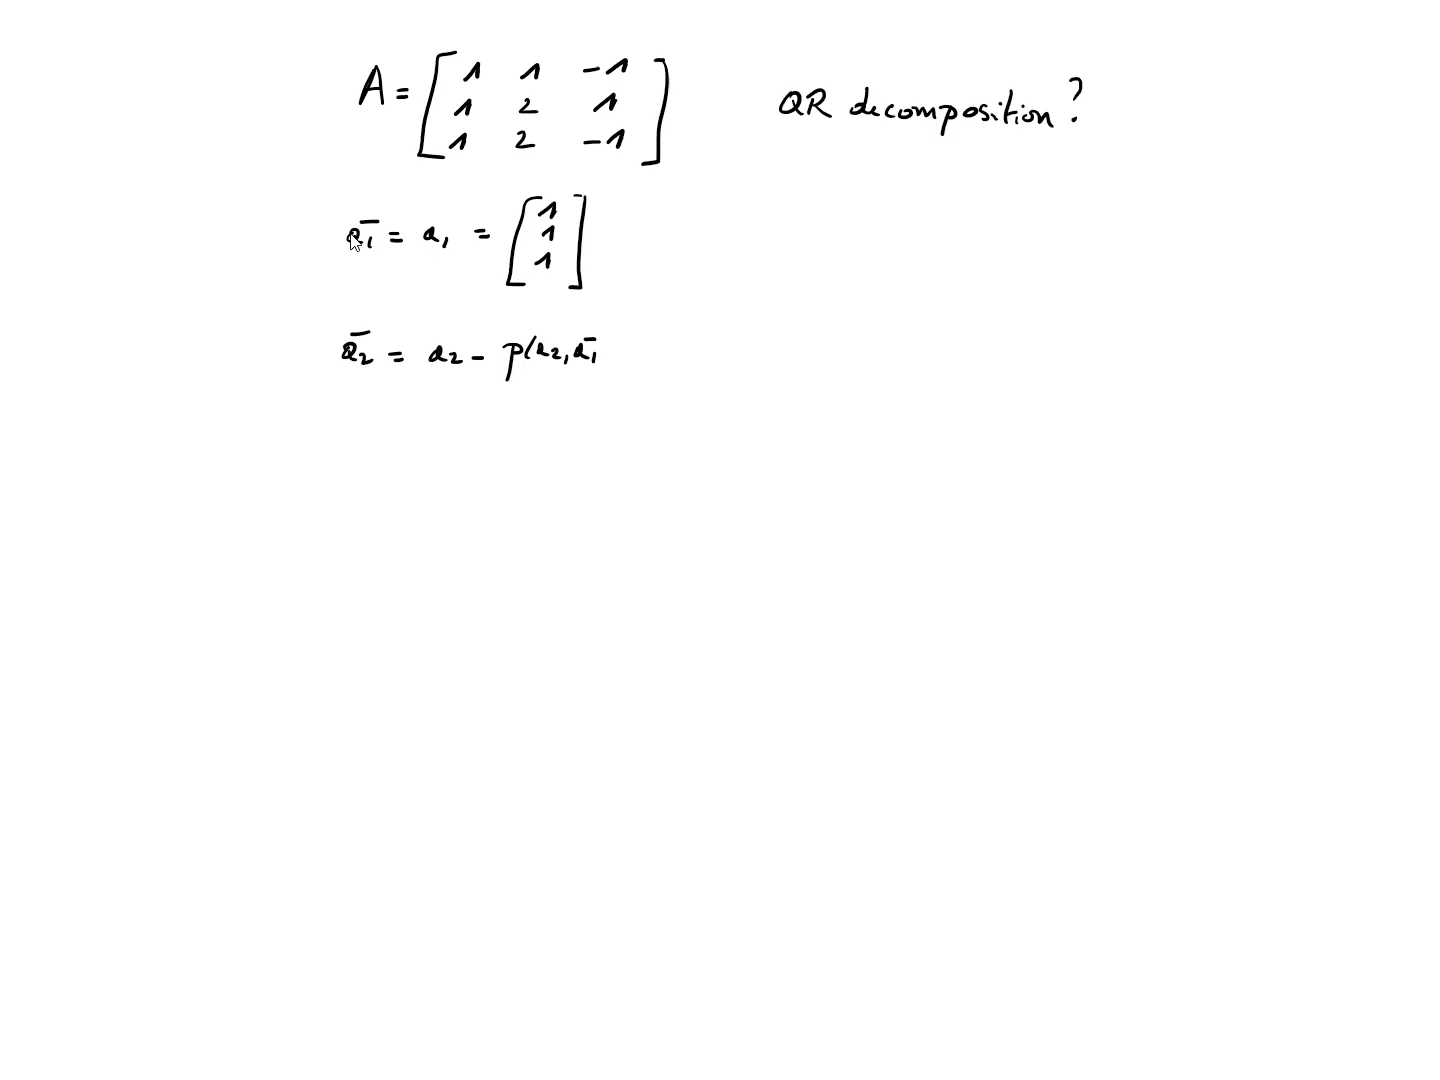 A = [1 1 -1
1 2 1
1 2 -1]
QR decomposition?
a̅₁ = a₁ = [1
1
1]
a̅₂ = a₂ - p(a₂, a̅₁